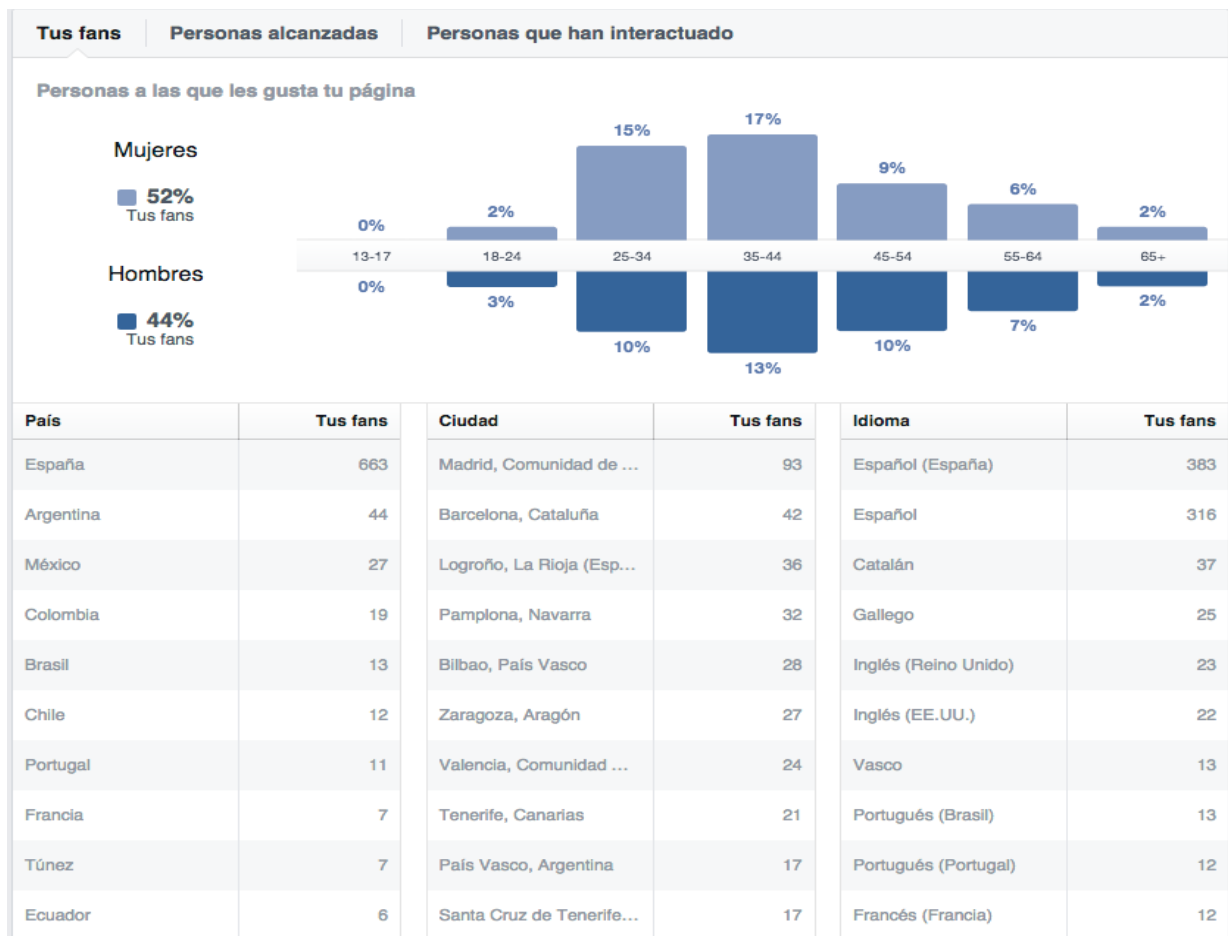 Tus fans Personas alcanzadas Personas que han interactuado
Personas a las que les gusta tu página
Mujeres
52%
Tus fans
Hombres
44%
Tus fans
0% 2% 15% 17% 9% 6% 2%
13-17 18-24 25-34 35-44 45-54 55-64 65+
0% 3% 10% 13% 10% 7% 2%
País Tus fans Ciudad Tus fans Idioma Tus fans
España 663 Madrid, Comunidad de ... 93 Español (España) 383
Argentina 44 Barcelona, Cataluña 42 Español 316
México 27 Logroño, La Rioja (Esp... 36 Catalán 37
Colombia 19 Pamplona, Navarra 32 Gallego 25
Brasil 13 Bilbao, País Vasco 28 Inglés (Reino Unido) 23
Chile 12 Zaragoza, Aragón 27 Inglés (EE.UU.) 22
Portugal 11 Valencia, Comunidad ... 24 Vasco 13
Francia 7 Tenerife, Canarias 21 Portugués (Brasil) 13
Túnez 7 País Vasco, Argentina 17 Portugués (Portugal) 12
Ecuador 6 Santa Cruz de Tenerife... 17 Francés (Francia) 12